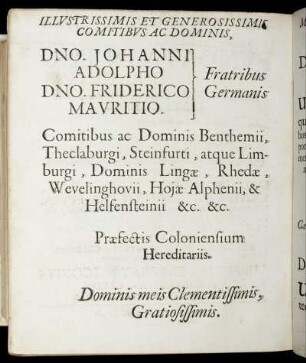 ILLVSTRISSIMIS ET GENEROSISSIMIS
COMITIBVS AC DOMINIS,
DNO. JOHANNI
ADOLPHO
DNO. FRIDERICO
MAVRITIO.
Fratribus
Germanis
Comitibus ac Dominis Benthemii,
Theclaburgi, Steinfurti, atque Lim-
burgi, Dominis Lingæ, Rhedæ,
Wevelinghovii, Hojæ Alphenii, &
Helfensteinii &c. &c.
Præfectis Coloniensium
Hereditariis.
Dominis meis Clementissimis,
Gratiosissimis.